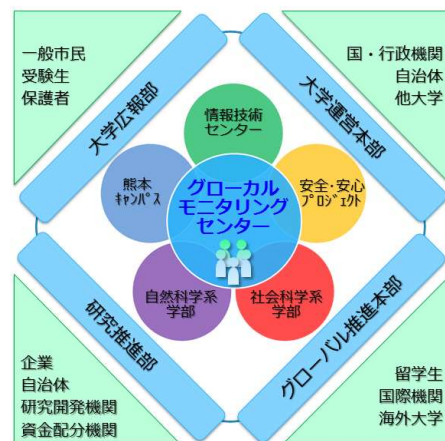 一般市民
受験生
保護者
国・行政機関
自治体
他大学
大学広報部
大学運営本部
情報技術
センター
熊本
ｷｬﾝﾊﾟｽ
グローカル
モニタリング
センター
安全・安心
ﾌﾟﾛｼﾞｪｸﾄ
自然科学系
学部
社会科学系
学部
研究推進部
グローバル推進本部
企業
自治体
研究開発機関
資金配分機関
留学生
国際機関
海外大学